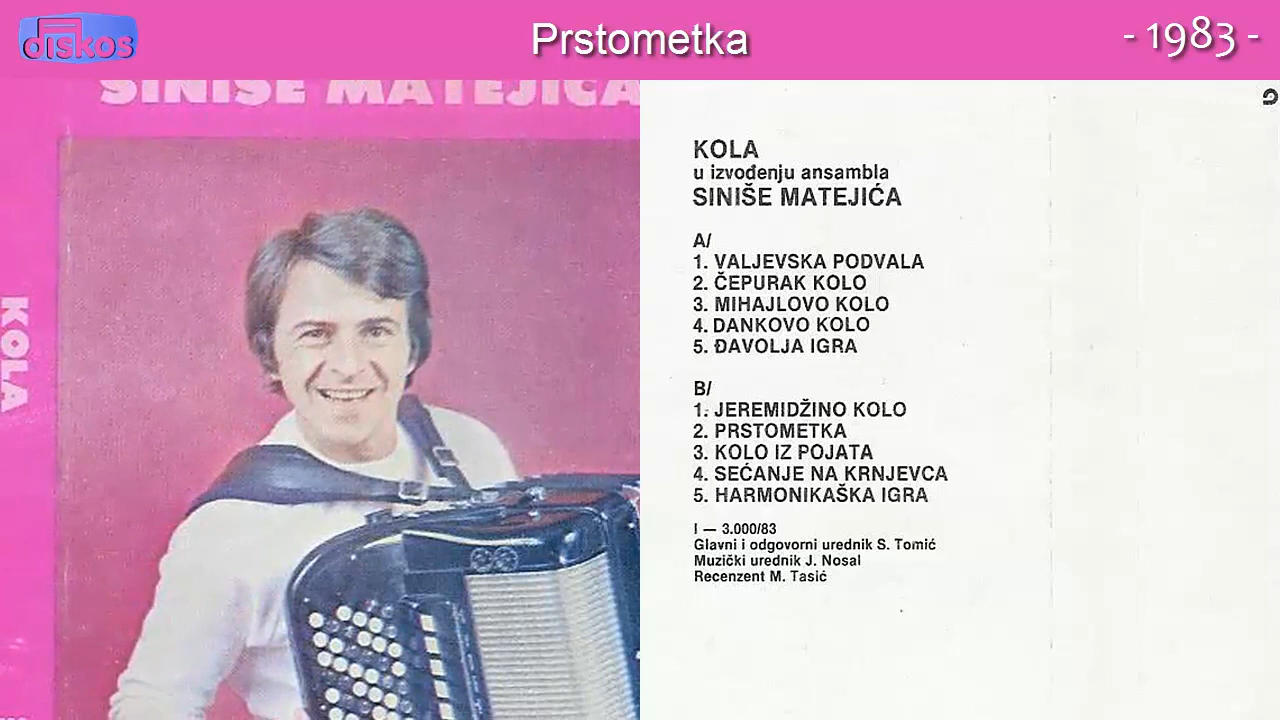 diskos
Prstometka
- 1983 -
SINIŠE MATEJIĆA
KOLA
KOLA
u izvođenju ansambla
SINIŠE MATEJIĆA
A/
1. VALJEVSKA PODVALA
2. ČEPURAK KOLO
3. MIHAJLOVO KOLO
4. DANKOVO KOLO
5. ĐAVOLJA IGRA
B/
1. JEREMIDŽINO KOLO
2. PRSTOMETKA
3. KOLO IZ POJATA
4. SEĆANJE NA KRNJEVCA
5. HARMONIKAŠKA IGRA
I — 3.000/83
Glavni i odgovorni urednik S. Tomić
Muzički urednik J. Nosal
Recenzent M. Tasić